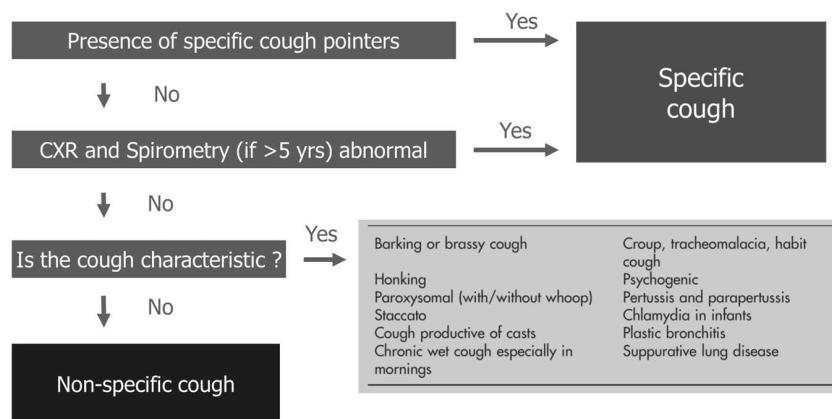 Presence of specific cough pointers
Yes
Specific
cough
No
CXR and Spirometry (if >5 yrs) abnormal
Yes
No
Is the cough characteristic ?
Yes
Barking or brassy cough
Croup, tracheomalacia, habit
cough
Honking
Psychogenic
Paroxysomal (with/without whoop)
Pertussis and parapertussis
Staccato
Chlamydia in infants
Cough productive of casts
Plastic bronchitis
Chronic wet cough especially in
mornings
Suppurative lung disease
No
Non-specific cough